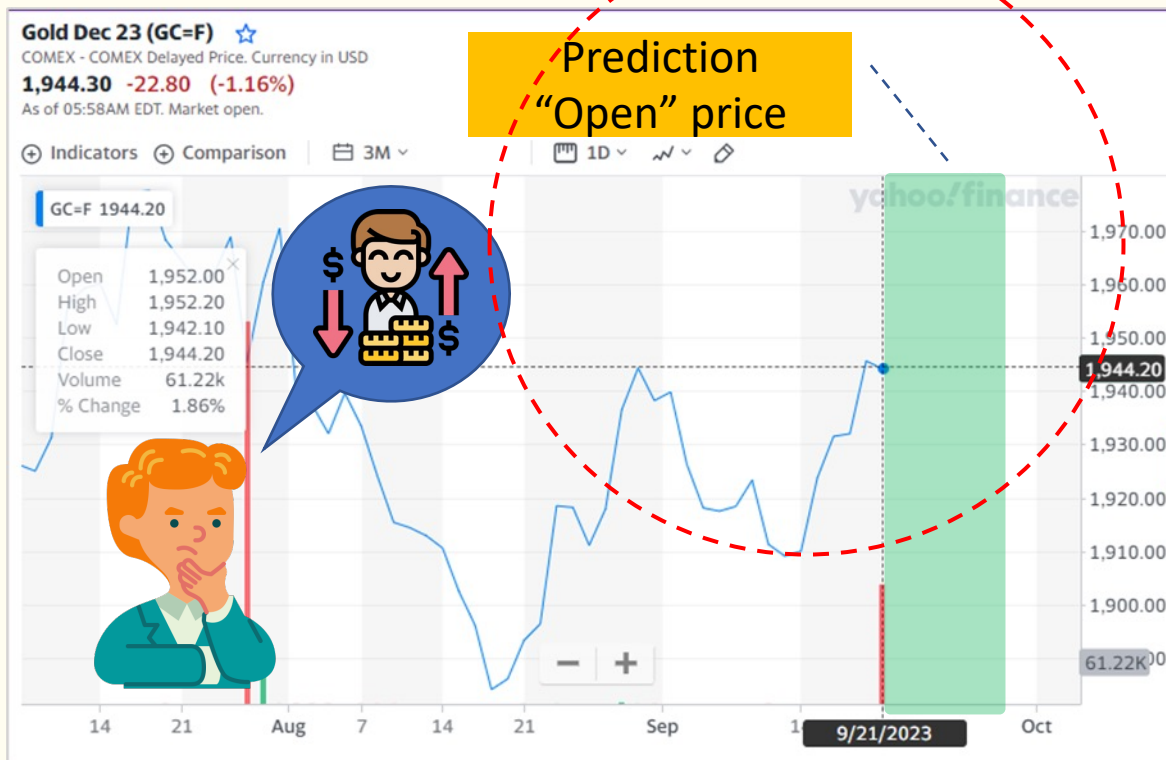 Gold Dec 23 (GC=F)
COMEX - COMEX Delayed Price. Currency in USD
1,944.30 -22.80 (-1.16%)
As of 05:58AM EDT. Market open.
Prediction
“Open” price
Indicators Comparison 3M 1D
yahoo!finance
GC=F 1944.20
Open 1,952.00
High 1,952.20
Low 1,942.10
Close 1,944.20
Volume 61.22k
% Change 1.86%
$
$
1,970.00
1,960.00
1,950.00
1,944.20
1,940.00
1,930.00
1,920.00
1,910.00
1,900.00
61.22K
14 21 Aug 7 14 21 Sep 9/21/2023 Oct